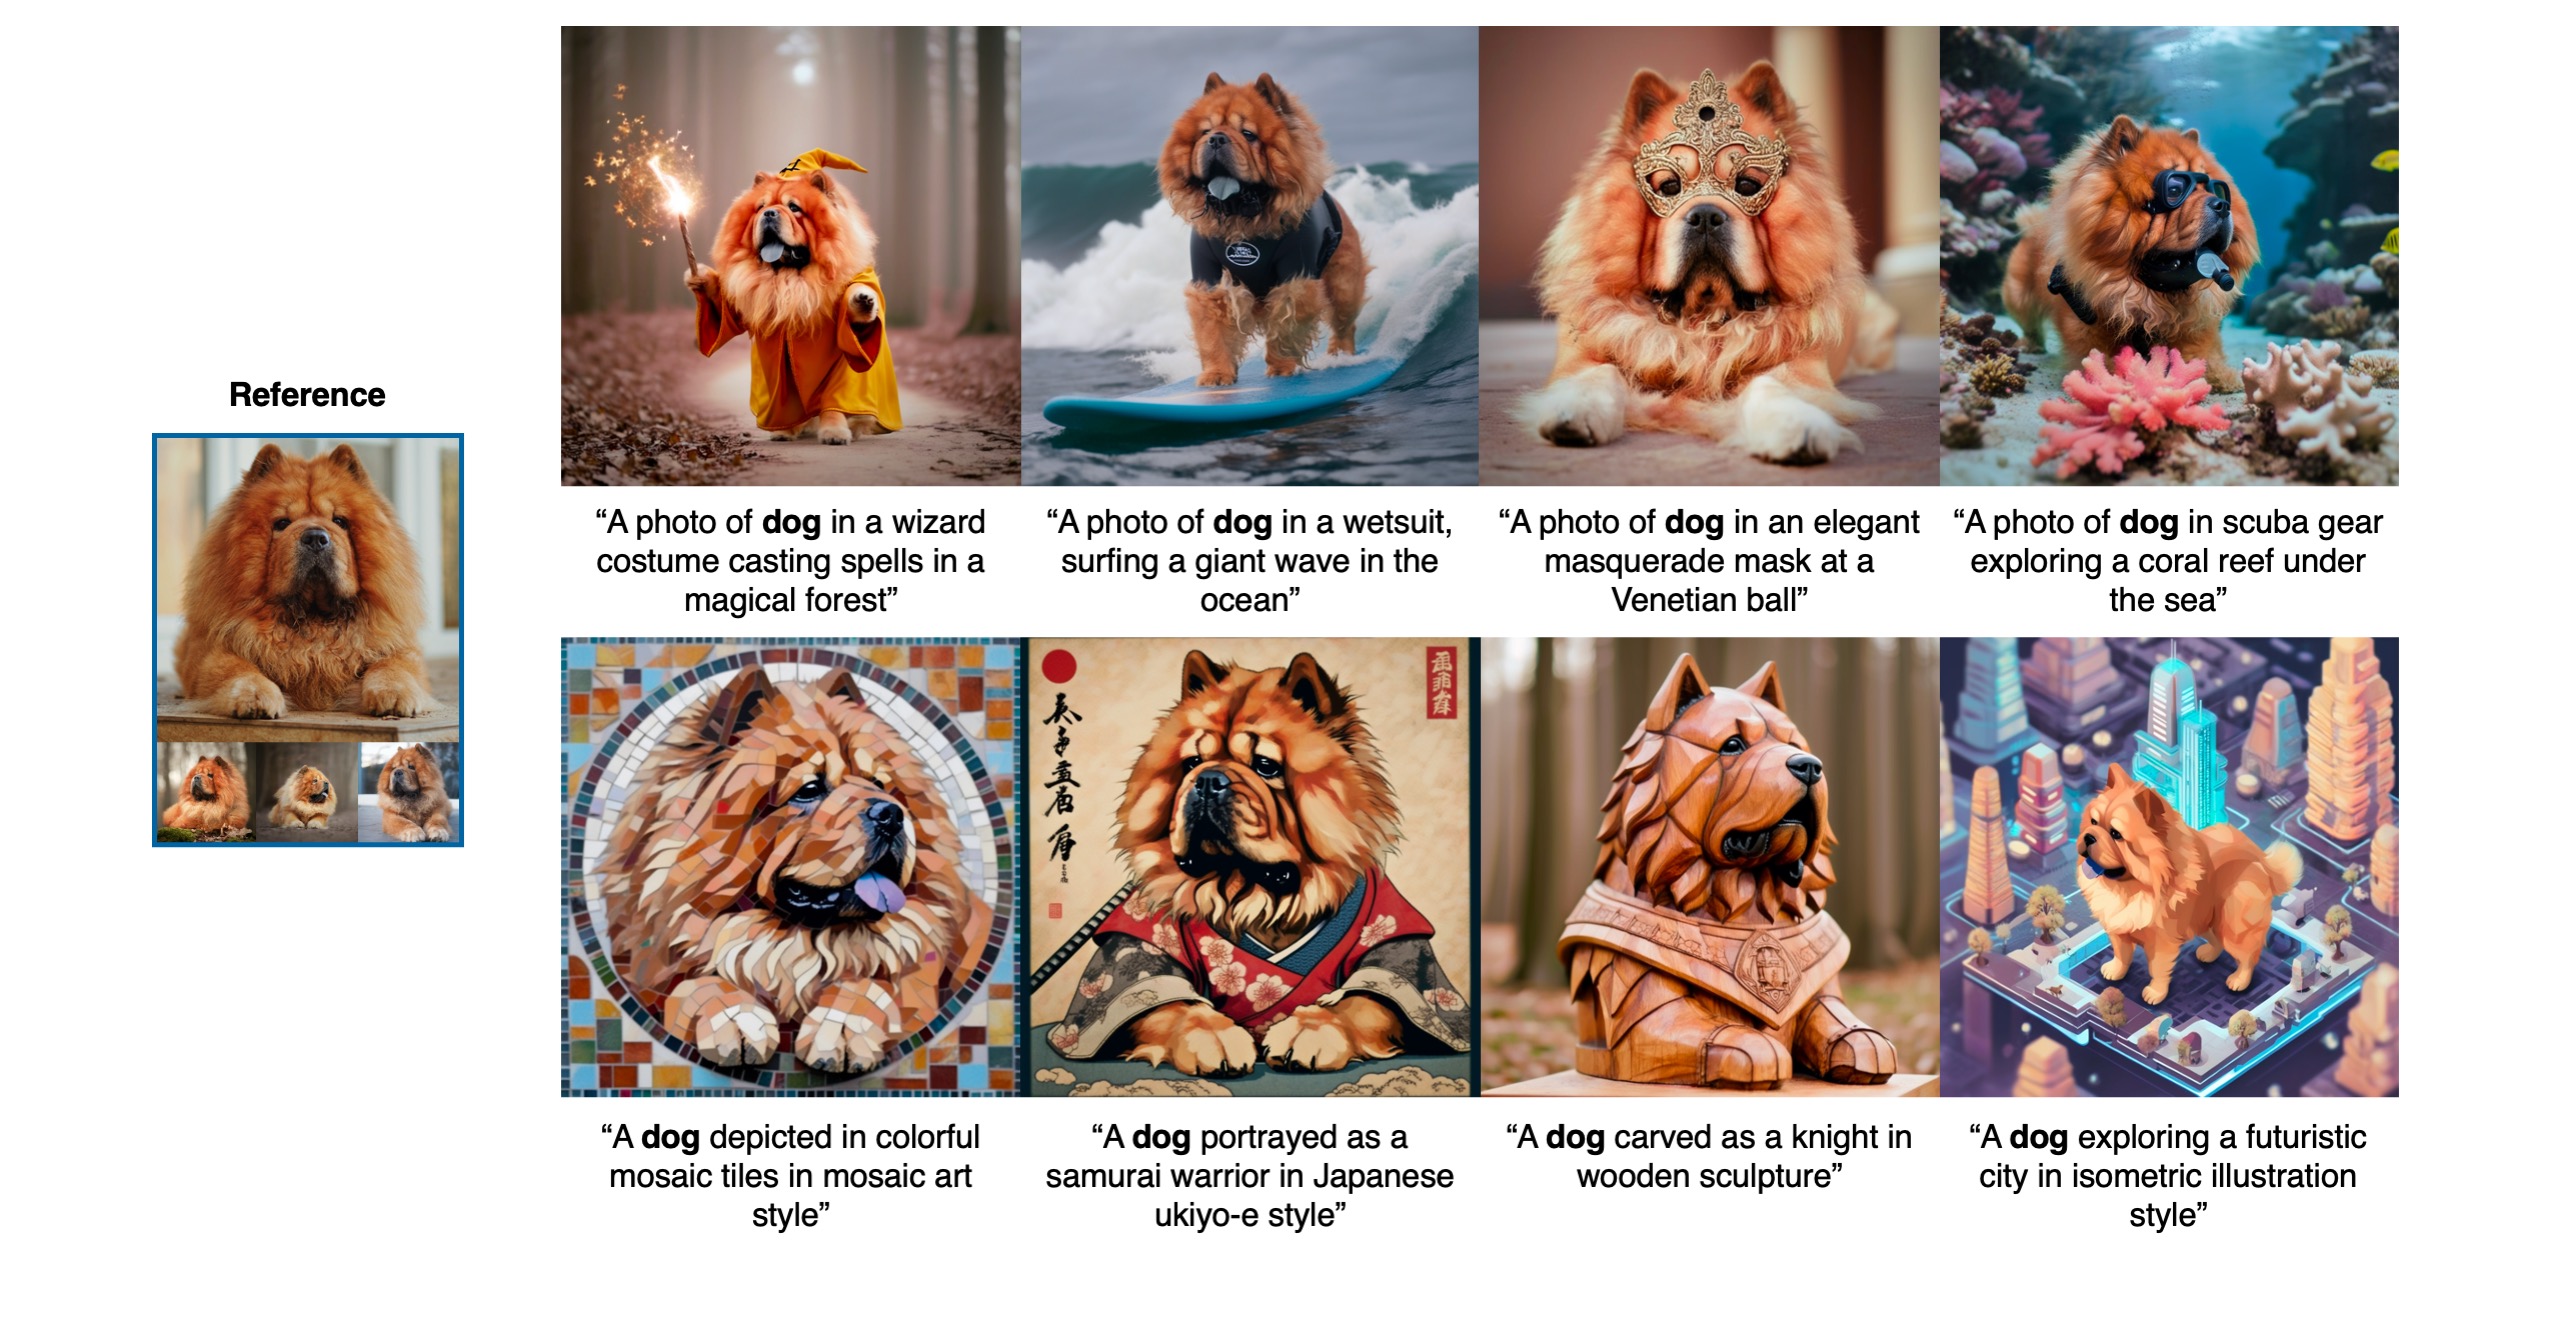 Reference
“A photo of dog in a wizard
costume casting spells in a
magical forest”
“A photo of dog in a wetsuit,
surfing a giant wave in the
ocean”
“A photo of dog in an elegant
masquerade mask at a
Venetian ball”
“A photo of dog in scuba gear
exploring a coral reef under
the sea”
“A dog depicted in colorful
mosaic tiles in mosaic art
style”
“A dog portrayed as a
samurai warrior in Japanese
ukiyo-e style”
“A dog carved as a knight in
wooden sculpture”
“A dog exploring a futuristic
city in isometric illustration
style”